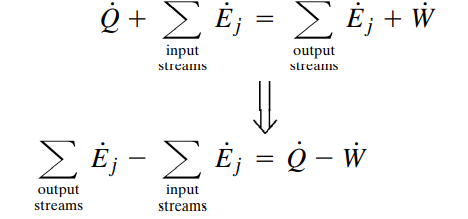 Q̇ + ∑ Ė_j = ∑ Ė_j + Ẇ
input output
streams streams
⇓
∑ Ė_j − ∑ Ė_j = Q̇ − Ẇ
output input
streams streams